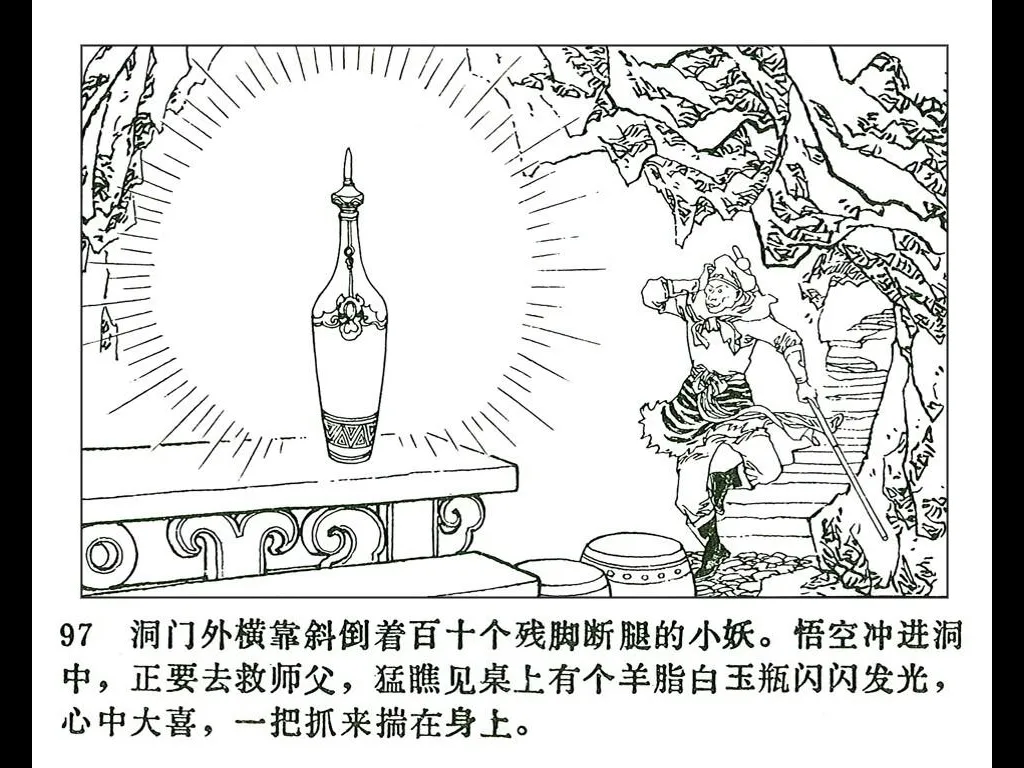 97 洞门外横靠斜倒着百十个残脚断腿的小妖。悟空冲进洞
中，正要去救师父，猛瞧见桌上有个羊脂白玉瓶闪闪发光，
心中大喜，一把抓来揣在身上。